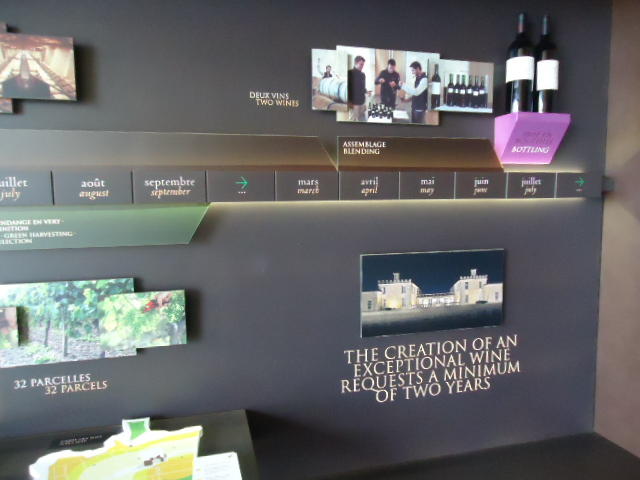 DEUX VINS
TWO WINES
ASSEMBLAGE
BLENDING
BOTTLING
juillet août septembre → mars avril mai juin juillet →
july august september ... march april may june july ...
VENDANGE EN VERT -
- GREEN HARVESTING -
SELECTION
THE CREATION OF AN
EXCEPTIONAL WINE
REQUESTS A MINIMUM
OF TWO YEARS
32 PARCELLES
32 PARCELS